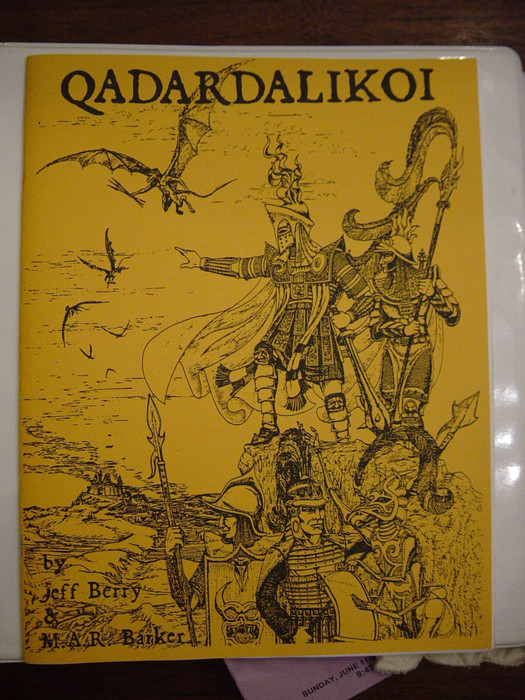 QADARDALIKOI
by
Jeff Berry
&
M.A.R. Barker
SUNDAY, JUNE